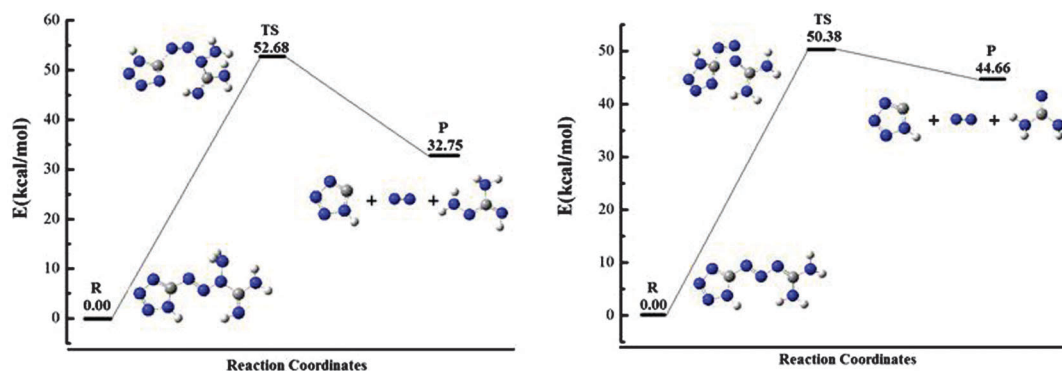 60
50
40
30
20
10
0
E(kcal/mol)
TS
52.68
P
32.75
+ +
R
0.00
Reaction Coordinates
50
40
30
20
10
0
E(kcal/mol)
TS
50.38
P
44.66
+ +
R
0.00
Reaction Coordinates